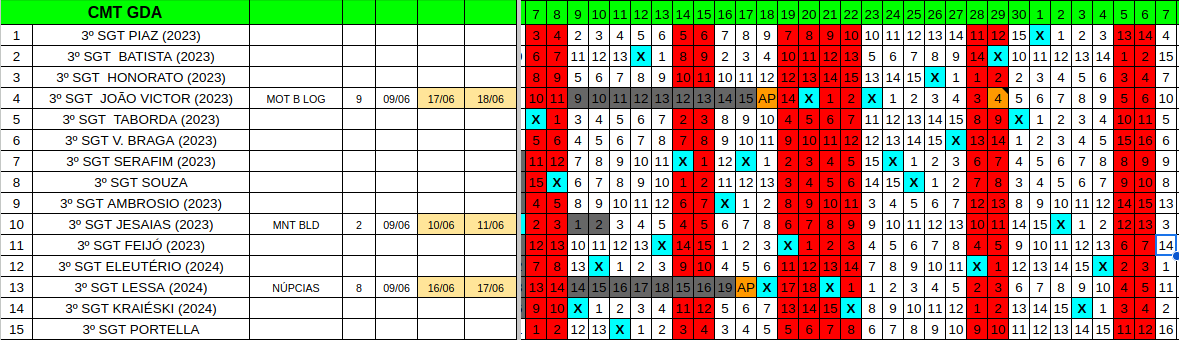 CMT GDA 7 8 9 10 11 12 13 14 15 16 17 18 19 20 21 22 23 24 25 26 27 28 29 30 1 2 3 4 5 6 7
1 3º SGT PIAZ (2023) 3 4 2 3 4 5 6 5 6 7 8 9 7 8 9 10 10 11 12 13 14 11 12 15 X 1 2 3 13 14 4
2 3º SGT BATISTA (2023) 6 7 11 12 13 X 1 8 9 2 3 4 10 11 12 13 5 6 7 8 9 14 X 10 11 12 13 14 1 2 15
3 3º SGT HONORATO (2023) 8 9 5 6 7 8 9 10 11 10 11 12 12 13 14 15 13 14 15 X 1 1 2 2 3 4 5 6 3 4 7
4 3º SGT JOÃO VICTOR (2023) MOT B LOG 9 09/06 17/06 18/06 10 11 9 10 11 12 13 12 13 14 15 AP 14 X 1 2 X 1 2 3 4 3 4 5 6 7 8 9 5 6 10
5 3º SGT TABORDA (2023) X 1 3 4 5 6 7 2 3 8 9 10 4 5 6 7 11 12 13 14 15 8 9 X 1 2 3 4 10 11 5
6 3º SGT V. BRAGA (2023) 5 6 4 5 6 7 8 7 8 9 10 11 9 10 11 12 12 13 14 15 X 13 14 1 2 3 4 5 15 16 6
7 3º SGT SERAFIM (2023) 11 12 7 8 9 10 11 X 1 12 X 1 2 3 4 5 15 X 1 2 3 6 7 4 5 6 7 8 8 9 9
8 3º SGT SOUZA 15 X 6 7 8 9 10 1 2 11 12 13 3 4 5 6 14 15 X 1 2 7 8 3 4 5 6 7 9 10 8
9 3º SGT AMBROSIO (2023) 4 5 8 9 10 11 12 6 7 X 1 2 8 9 10 11 3 4 5 6 7 12 13 8 9 10 11 12 14 15 13
10 3º SGT JESAIAS (2023) MNT BLD 2 09/06 10/06 11/06 2 3 1 2 3 4 5 4 5 6 7 8 6 7 8 9 9 10 11 12 13 10 11 14 15 X 1 2 12 13 3
11 3º SGT FEIJÓ (2023) 12 13 10 11 12 13 X 14 15 1 2 3 X 1 2 3 4 5 6 7 8 4 5 9 10 11 12 13 6 7 14
12 3º SGT ELEUTÉRIO (2024) 7 8 13 X 1 2 3 9 10 4 5 6 11 12 13 14 7 8 9 10 11 X 1 12 13 14 15 X 2 3 1
13 3º SGT LESSA (2024) NÚPCIAS 8 09/06 16/06 17/06 13 14 14 15 16 17 18 15 16 19 AP X 17 18 X 1 1 2 3 4 5 2 3 6 7 8 9 10 4 5 11
14 3º SGT KRAIÉSKI (2024) 9 10 X 1 2 3 4 11 12 5 6 7 13 14 15 X 8 9 10 11 12 1 2 13 14 15 X 1 7 8 2
15 3º SGT PORTELLA 1 2 12 13 X 1 2 3 4 3 4 5 5 6 7 8 6 7 8 9 10 9 10 11 12 13 14 15 11 12 16